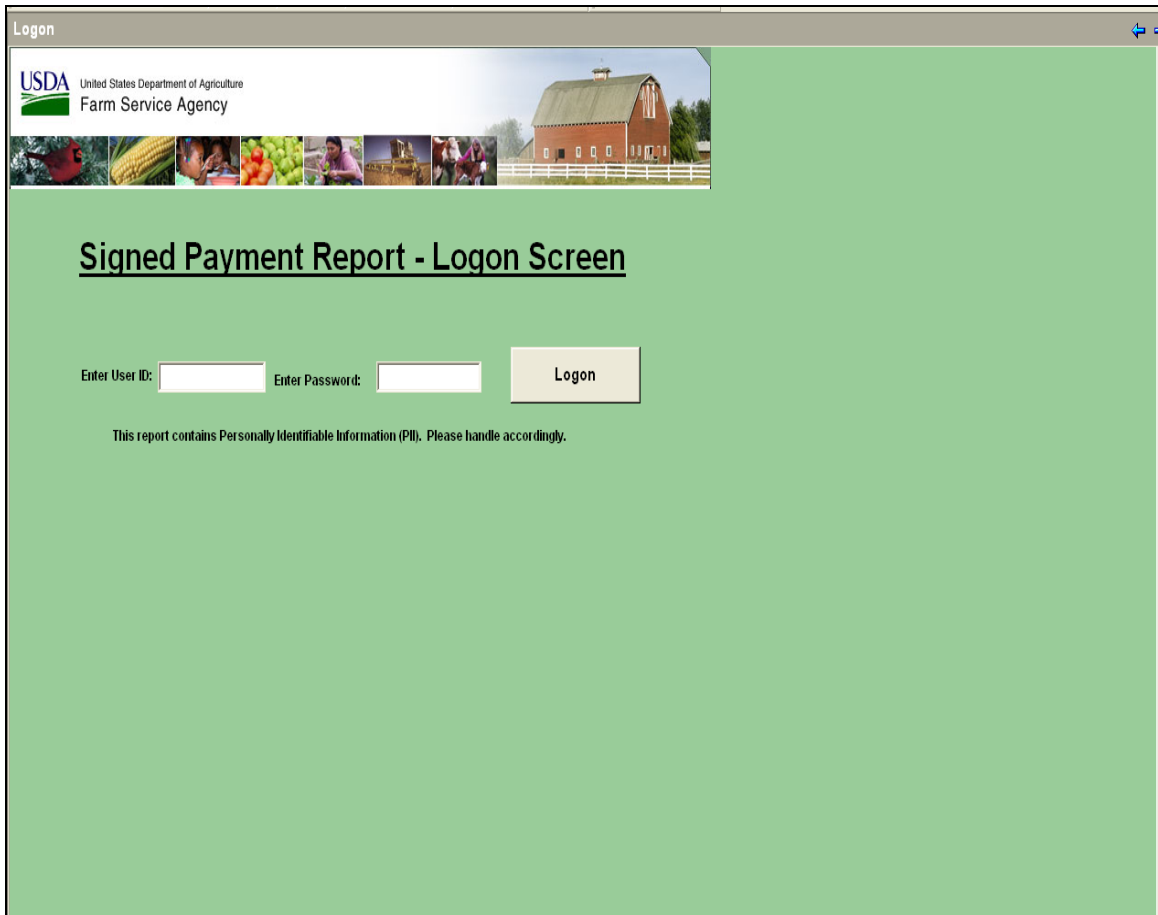 Logon
USDA
United States Department of Agriculture
Farm Service Agency
Signed Payment Report - Logon Screen
Enter User ID:
Enter Password:
Logon
This report contains Personally Identifiable Information (PII). Please handle accordingly.